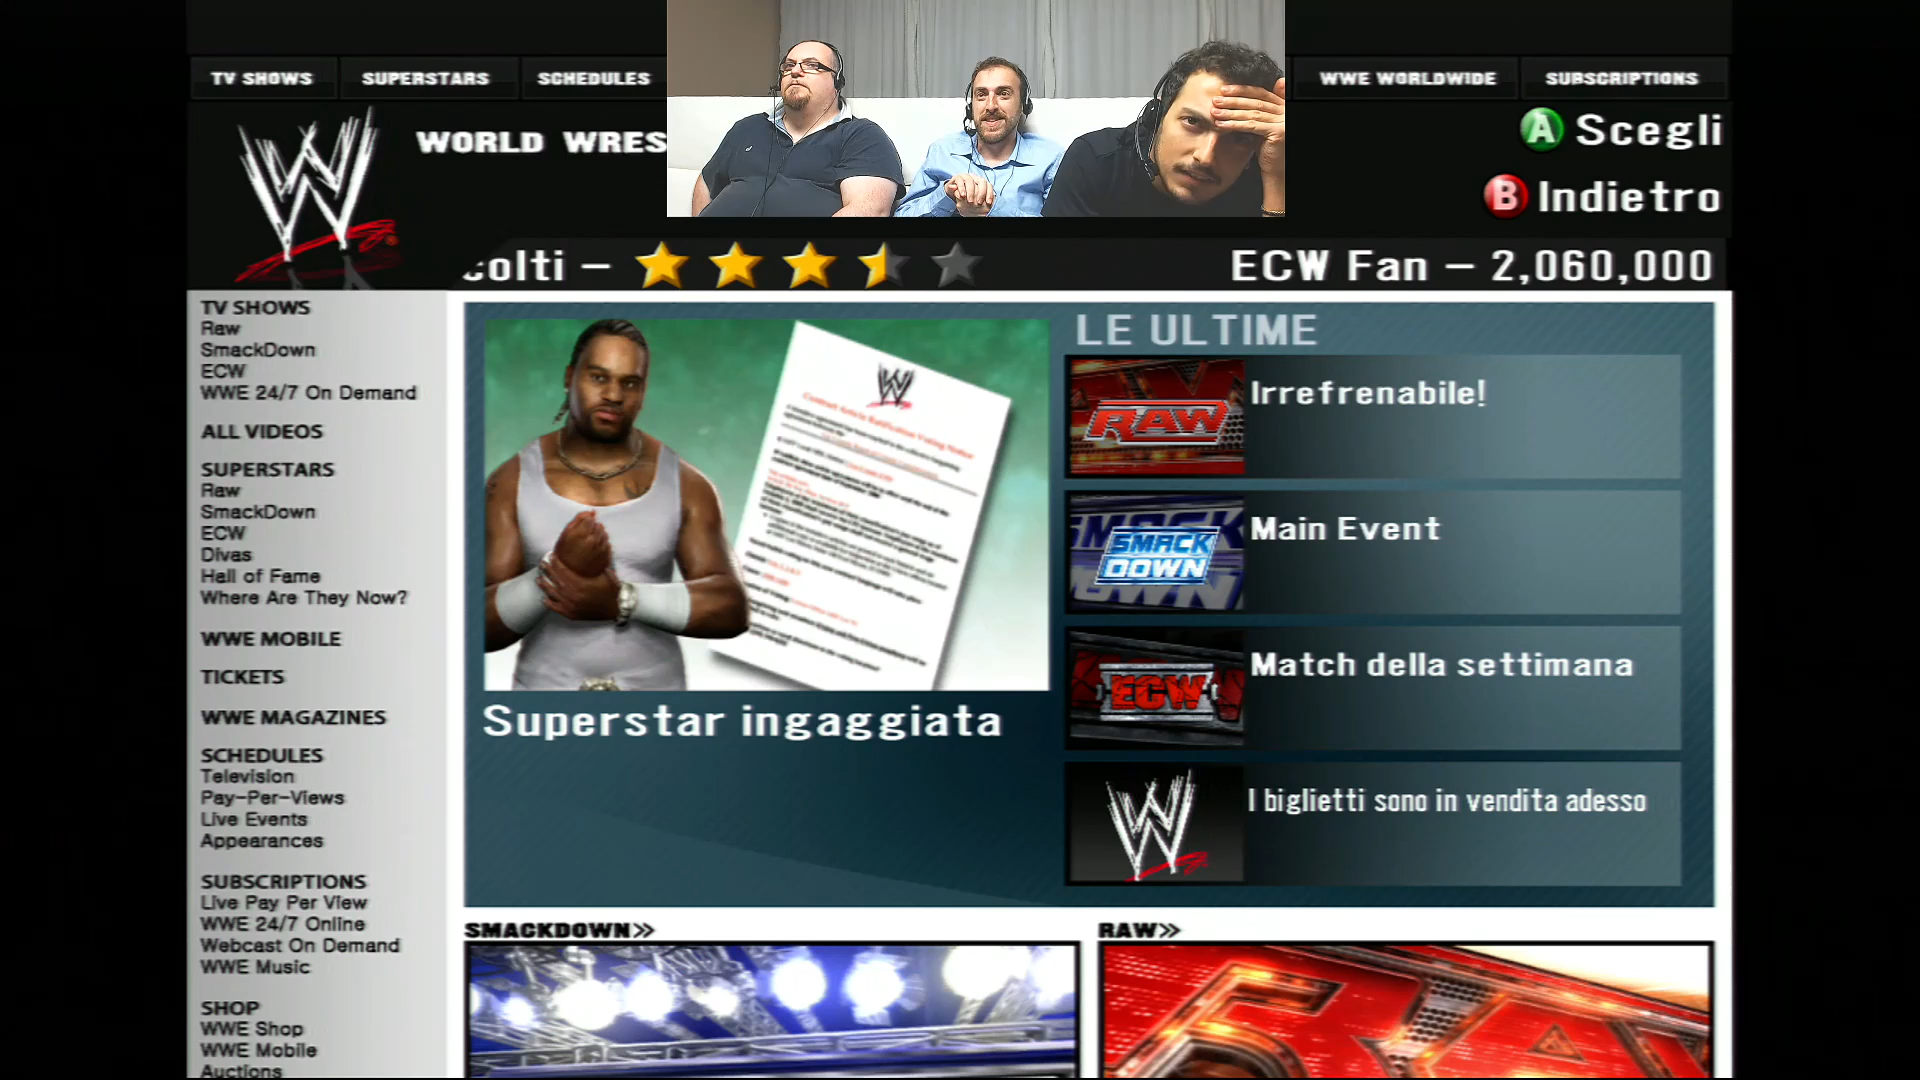 TV SHOWS
SUPERSTARS
SCHEDULES
WWE WORLDWIDE
SUBSCRIPTIONS
WORLD WRES
A Scegli
B Indietro
colti –
ECW Fan – 2,060,000
TV SHOWS
Raw
SmackDown
ECW
WWE 24/7 On Demand
ALL VIDEOS
SUPERSTARS
Raw
SmackDown
ECW
Divas
Hall of Fame
Where Are They Now?
WWE MOBILE
TICKETS
WWE MAGAZINES
SCHEDULES
Television
Pay-Per-Views
Live Events
Appearances
SUBSCRIPTIONS
Live Pay Per View
WWE 24/7 Online
Webcast On Demand
WWE Music
SHOP
WWE Shop
WWE Mobile
Auctions
Superstar ingaggiata
LE ULTIME
RAW
Irrefrenabile!
SMACK
DOWN
Main Event
ECW
Match della settimana
I biglietti sono in vendita adesso
SMACKDOWN>>
RAW>>